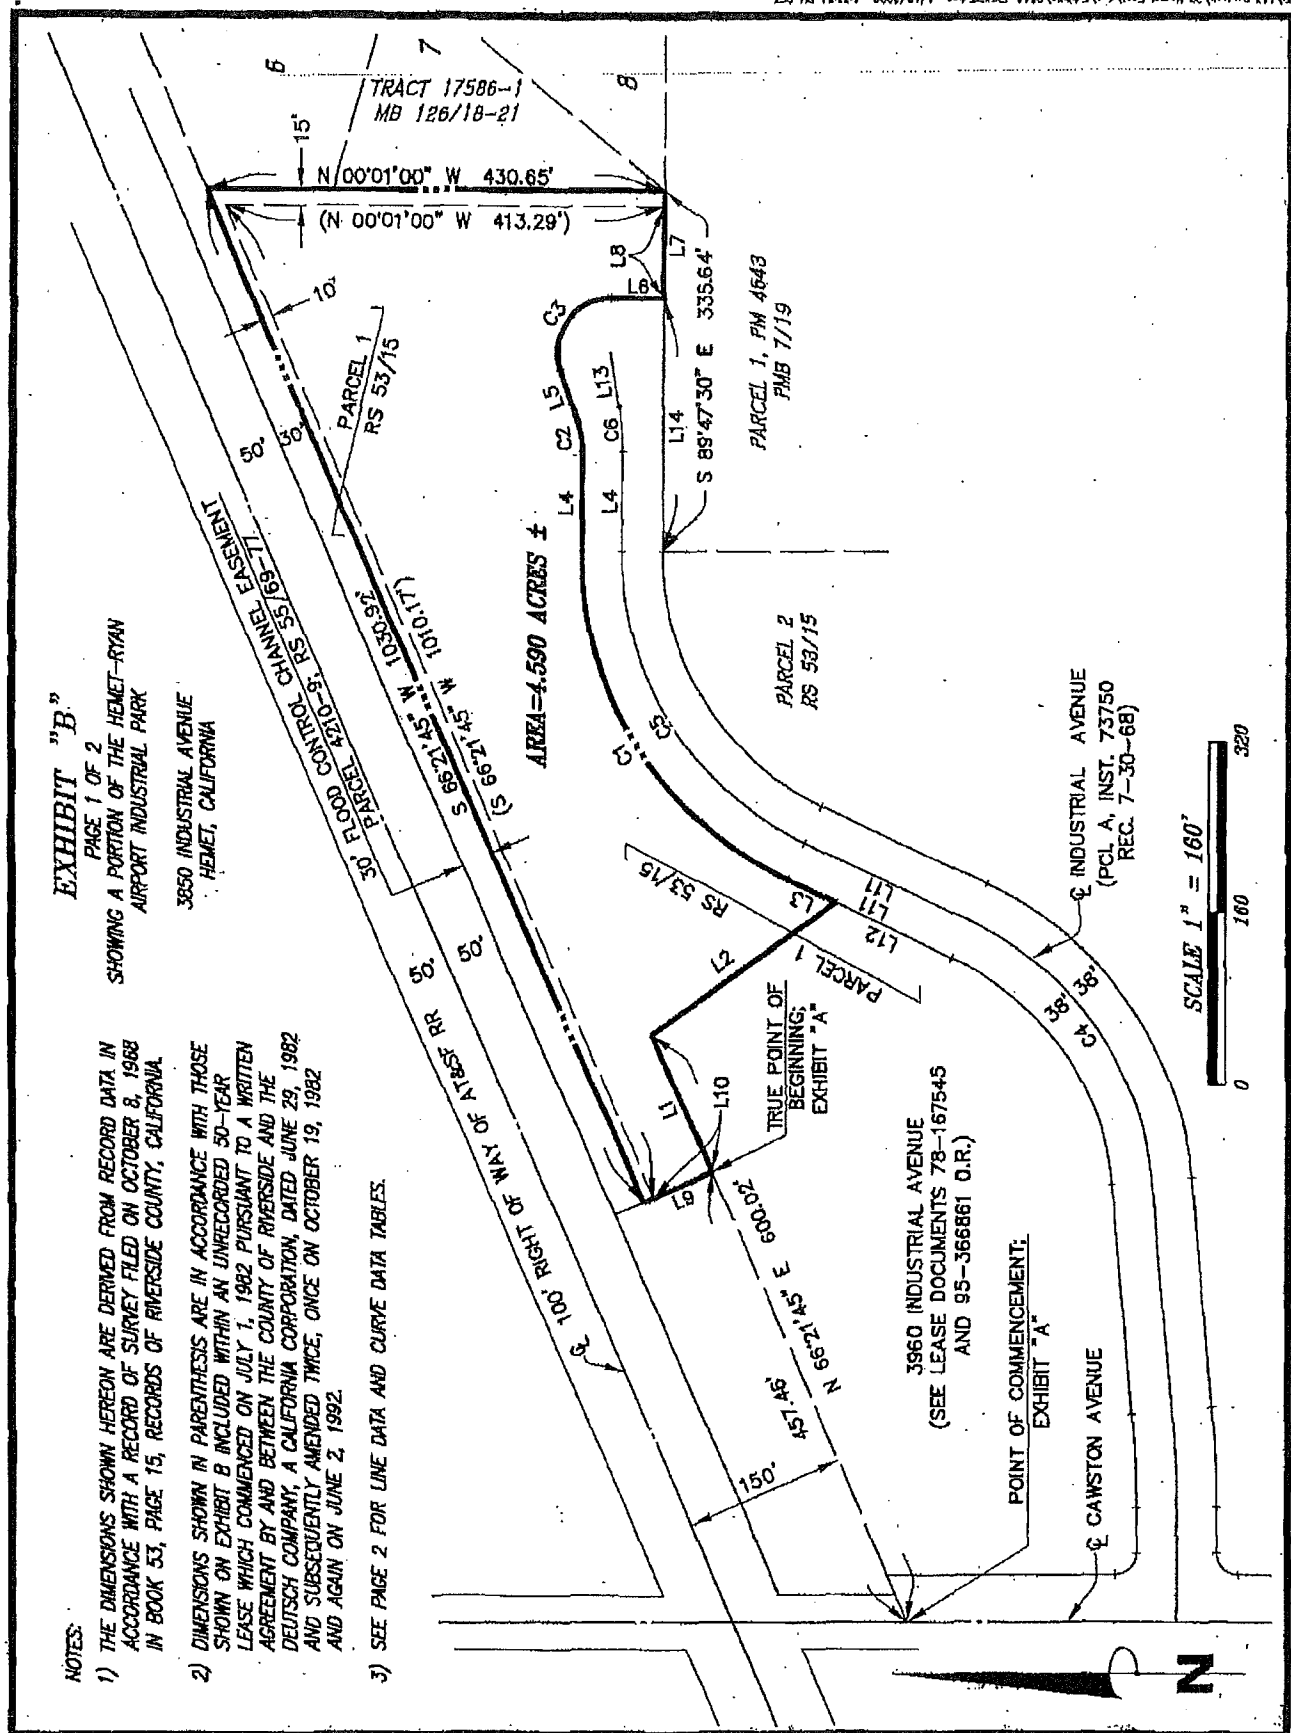 EXHIBIT "B"
PAGE 1 OF 2
SHOWING A PORTION OF THE HEMET-RYAN
AIRPORT INDUSTRIAL PARK
3850 INDUSTRIAL AVENUE
HEMET, CALIFORNIA
NOTES:
1) THE DIMENSIONS SHOWN HEREON ARE DERIVED FROM RECORD DATA IN
ACCORDANCE WITH A RECORD OF SURVEY FILED ON OCTOBER 8, 1968
IN BOOK 53, PAGE 15, RECORDS OF RIVERSIDE COUNTY, CALIFORNIA.
2) DIMENSIONS SHOWN IN PARENTHESIS ARE IN ACCORDANCE WITH THOSE
SHOWN ON EXHIBIT B INCLUDED WITHIN AN UNRECORDED 50-YEAR
LEASE WHICH COMMENCED ON JULY 1, 1982 PURSUANT TO A WRITTEN
AGREEMENT BY AND BETWEEN THE COUNTY OF RIVERSIDE AND THE
DEUTSCH COMPANY, A CALIFORNIA CORPORATION, DATED JUNE 29, 1982
AND SUBSEQUENTLY AMENDED TWICE, ONCE ON OCTOBER 19, 1982
AND AGAIN ON JUNE 2, 1992.
3) SEE PAGE 2 FOR LINE DATA AND CURVE DATA TABLES.
30' FLOOD CONTROL CHANNEL EASEMENT
PARCEL 4210-9; RS 55/69-77
50'
30'
50'
50'
℄ 100' RIGHT OF WAY OF AT&SF RR
S 66°21'45" W 1030.92'
(S 66°21'45" W 1010.17')
10'
PARCEL 1
RS 53/15
6
7
8
TRACT 17586-1
MB 126/18-21
15'
N 00°01'00" W 430.65'
(N 00°01'00" W 413.29')
AREA=4.590 ACRES ±
C3
L5
C2
L4
L6
L8
L7
L13
C6
L4
L14
S 89°47'30" E 335.64'
PARCEL 1, PM 4643
PMB 7/19
C1
C5
PARCEL 2
RS 53/15
L3
L2
L11
L11
L12
PARCEL 1
RS 53/15
L1
L10
L9
TRUE POINT OF
BEGINNING;
EXHIBIT "A"
150'
457.46'
N 66°21'45" E 600.02'
3960 INDUSTRIAL AVENUE
(SEE LEASE DOCUMENTS 78-167545
AND 95-366861 O.R.)
38'
38'
C4
℄ INDUSTRIAL AVENUE
(PCL A, INST. 73750
REC. 7-30-68)
POINT OF COMMENCEMENT;
EXHIBIT "A"
℄ CAWSTON AVENUE
SCALE 1" = 160'
0 160 320
N